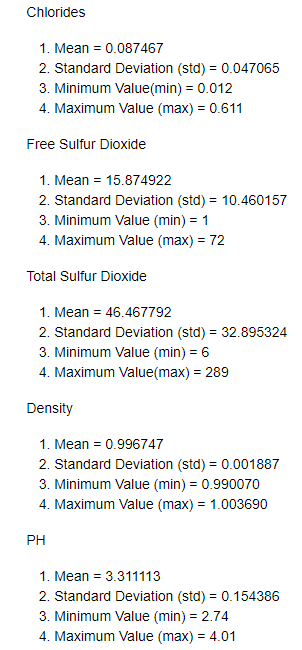 Chlorides
1. Mean = 0.087467
2. Standard Deviation (std) = 0.047065
3. Minimum Value(min) = 0.012
4. Maximum Value (max) = 0.611
Free Sulfur Dioxide
1. Mean = 15.874922
2. Standard Deviation (std) = 10.460157
3. Minimum Value (min) = 1
4. Maximum Value (max) = 72
Total Sulfur Dioxide
1. Mean = 46.467792
2. Standard Deviation (std) = 32.895324
3. Minimum Value (min) = 6
4. Maximum Value(max) = 289
Density
1. Mean = 0.996747
2. Standard Deviation (std) = 0.001887
3. Minimum Value (min) = 0.990070
4. Maximum Value (max) = 1.003690
PH
1. Mean = 3.311113
2. Standard Deviation (std) = 0.154386
3. Minimum Value (min) = 2.74
4. Maximum Value (max) = 4.01